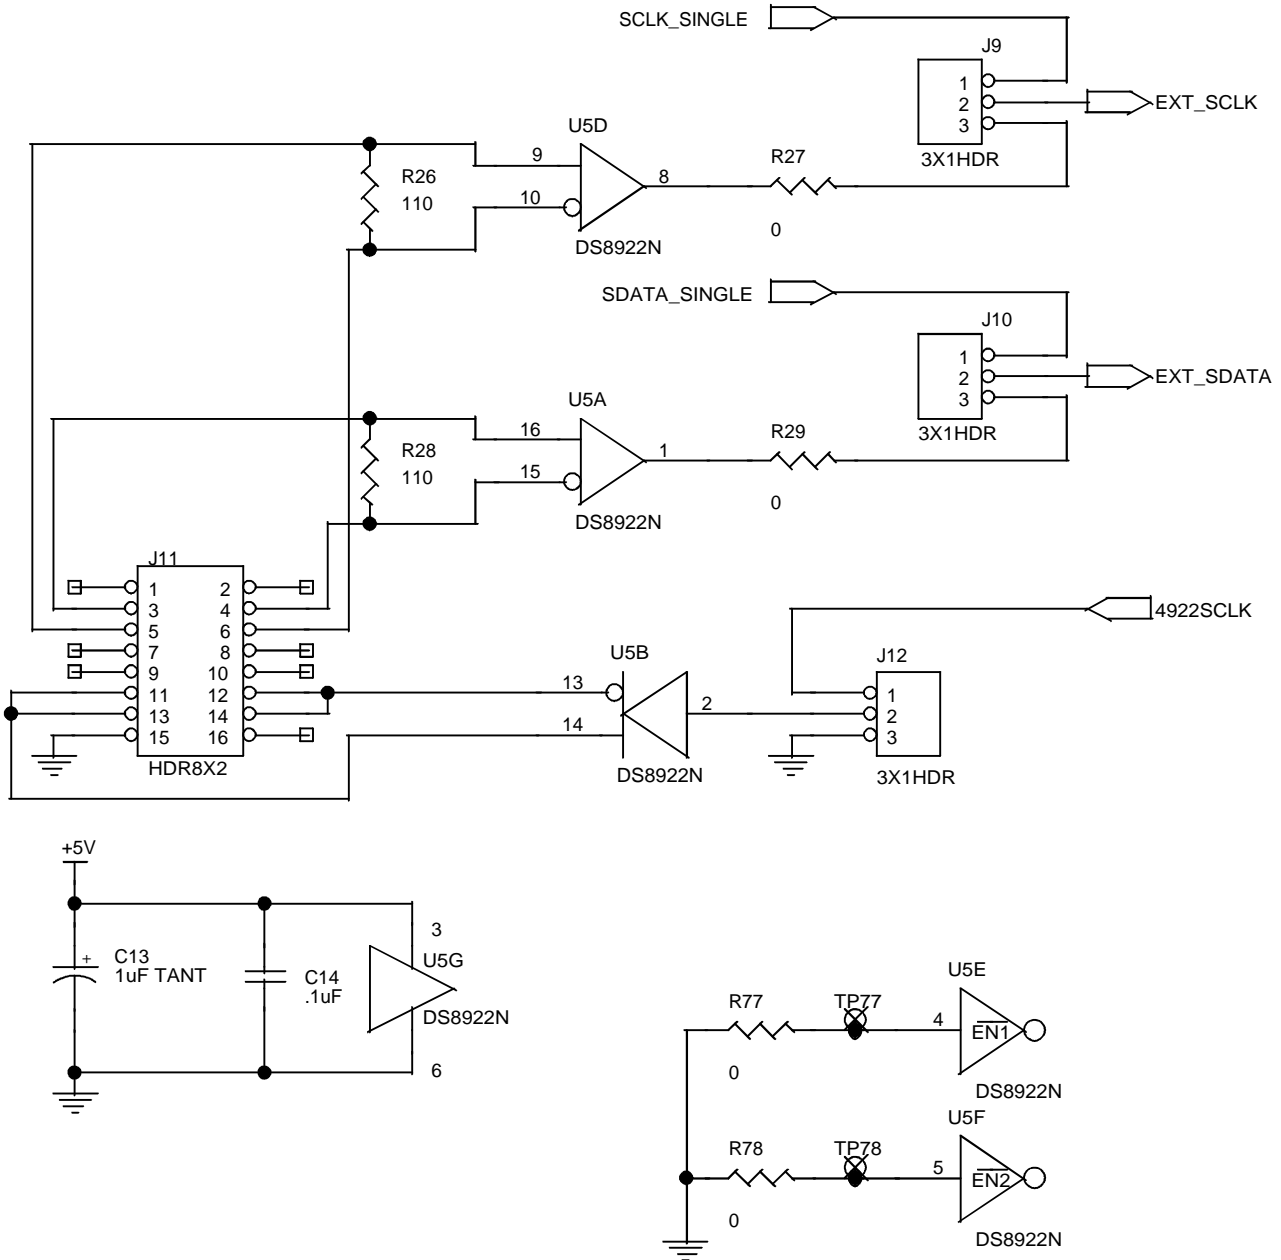 SCLK_SINGLE
J9
1
2
3
EXT_SCLK
3X1HDR
U5D
9
10
8
DS8922N
R26
110
R27
0
SDATA_SINGLE
J10
1
2
3
EXT_SDATA
3X1HDR
U5A
16
15
1
DS8922N
R28
110
R29
0
J11
1 2
3 4
5 6
7 8
9 10
11 12
13 14
15 16
HDR8X2
U5B
13
14
2
DS8922N
4922SCLK
J12
1
2
3
3X1HDR
+5V
+
C13
1uF TANT
C14
.1uF
3
U5G
DS8922N
6
R77
0
TP77
4
U5E
EN1
DS8922N
R78
0
TP78
5
U5F
EN2
DS8922N